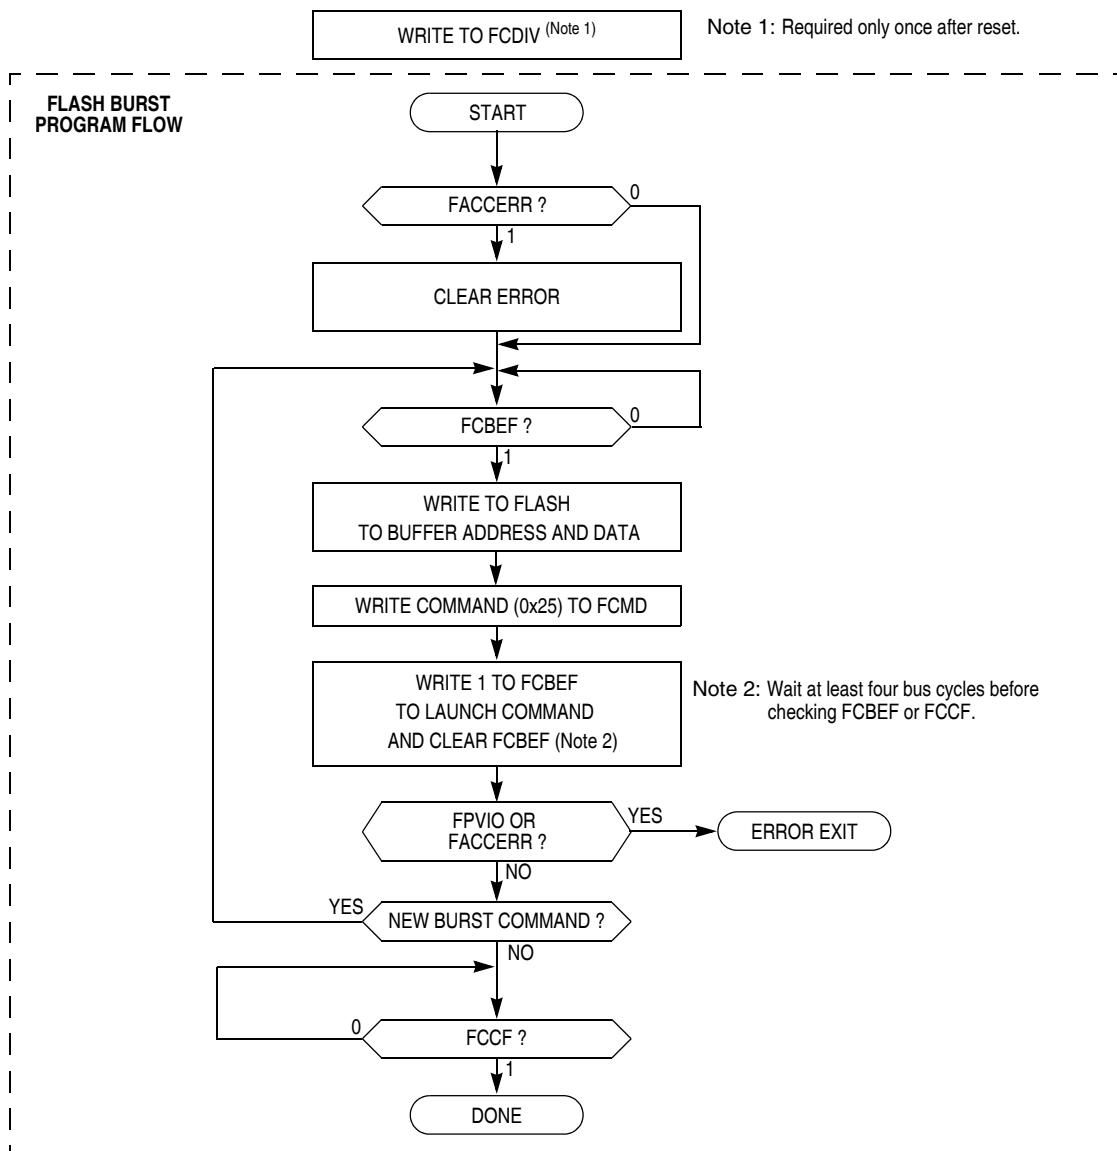 WRITE TO FCDIV (Note 1)
Note 1: Required only once after reset.
FLASH BURST
PROGRAM FLOW
START
FACCERR ?
0
1
CLEAR ERROR
FCBEF ?
0
1
WRITE TO FLASH
TO BUFFER ADDRESS AND DATA
WRITE COMMAND (0x25) TO FCMD
WRITE 1 TO FCBEF
TO LAUNCH COMMAND
AND CLEAR FCBEF (Note 2)
Note 2: Wait at least four bus cycles before
checking FCBEF or FCCF.
FPVIO OR
FACCERR ?
YES
ERROR EXIT
NO
YES
NEW BURST COMMAND ?
NO
0
FCCF ?
1
DONE